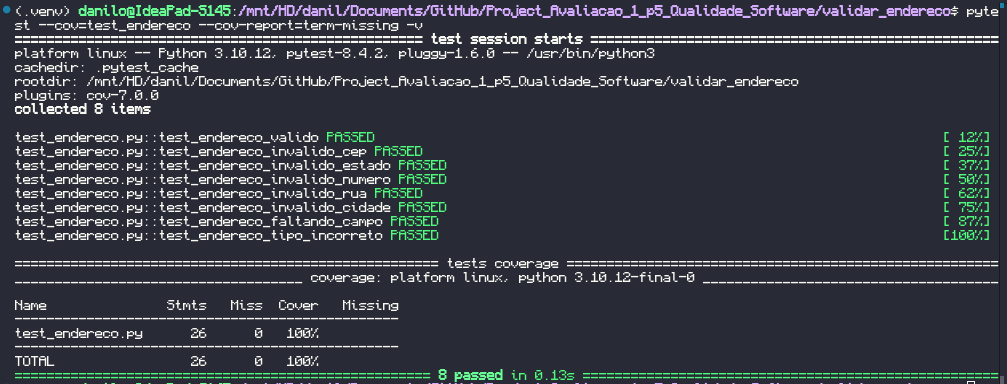 (.venv) danilo@IdeaPad-S145:/mnt/HD/danil/Documents/GitHub/Project_Avaliacao_1_p5_Qualidade_Software/validar_endereco$ pyte
st --cov=test_endereco --cov-report=term-missing -v
=================================================== test session starts ===================================================
platform linux -- Python 3.10.12, pytest-8.4.2, pluggy-1.6.0 -- /usr/bin/python3
cachedir: .pytest_cache
rootdir: /mnt/HD/danil/Documents/GitHub/Project_Avaliacao_1_p5_Qualidade_Software/validar_endereco
plugins: cov-7.0.0
collected 8 items
test_endereco.py::test_endereco_valido PASSED [ 12%]
test_endereco.py::test_endereco_invalido_cep PASSED [ 25%]
test_endereco.py::test_endereco_invalido_estado PASSED [ 37%]
test_endereco.py::test_endereco_invalido_numero PASSED [ 50%]
test_endereco.py::test_endereco_invalido_rua PASSED [ 62%]
test_endereco.py::test_endereco_invalido_cidade PASSED [ 75%]
test_endereco.py::test_endereco_faltando_campo PASSED [ 87%]
test_endereco.py::test_endereco_tipo_incorreto PASSED [100%]
===================================================== tests coverage ======================================================
____________________________________ coverage: platform linux, python 3.10.12-final-0 _____________________________________
Name Stmts Miss Cover Missing
------------------------------------------------
test_endereco.py 26 0 100%
------------------------------------------------
TOTAL 26 0 100%
==================================================== 8 passed in 0.13s ====================================================